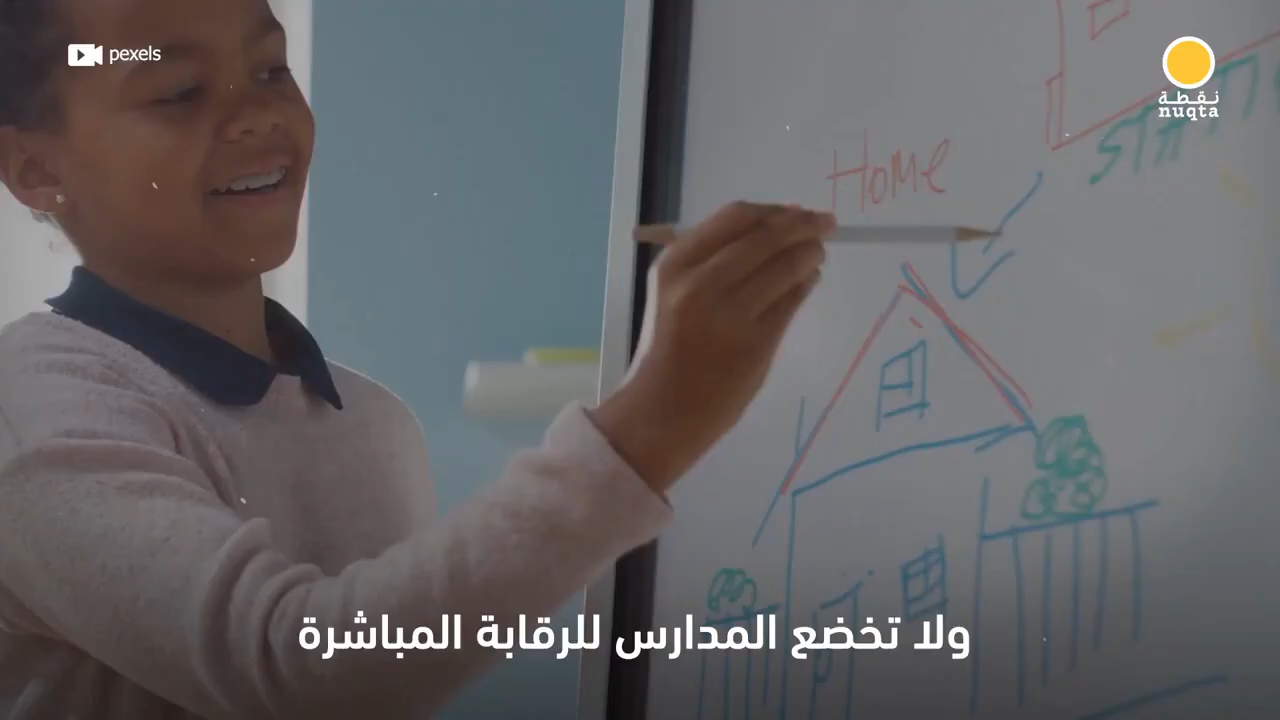 pexels
نقطة
nuqta
Home
ولا تخضع المدارس للرقابة المباشرة